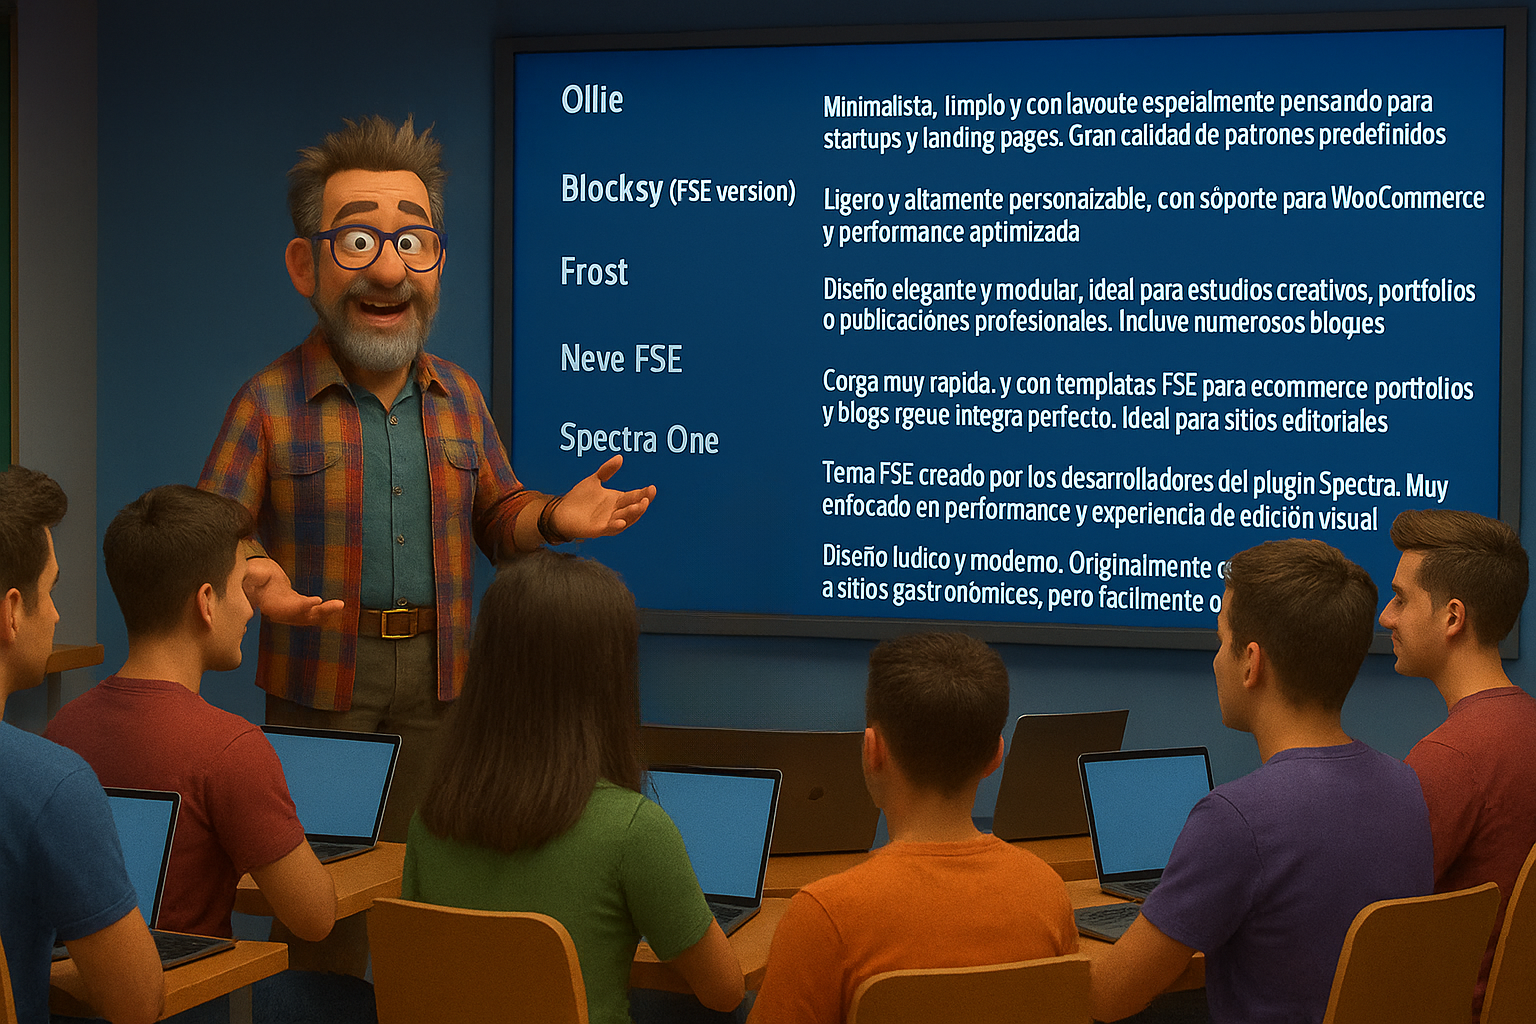 Ollie
Minimalista, limplo y con lavoute espeialmente pensando para
startups y landing pages. Gran calidad de patrones predefinidos
Blocksy (FSE version)
Ligero y altamente personaizable, con sòporte para WooCommerce
y performance aptimizada
Frost
Diseño elegante y modular, ideal para estudios creativos, portfolios
o publicaciónes profesionales. Incluve numerosos bloques
Neve FSE
Corga muy rapida. y con templatas FSE para ecommerce portfolios
y blogs rgeue integra perfecto. Ideal para sitios editoriales
Spectra One
Tema FSE creado por los desarrolladores del plugin Spectra. Muy
enfocado en performance y experiencia de edición visual
Diseño ludico y modemo. Originalmente
a sitios gastronòmices, pero facilmente